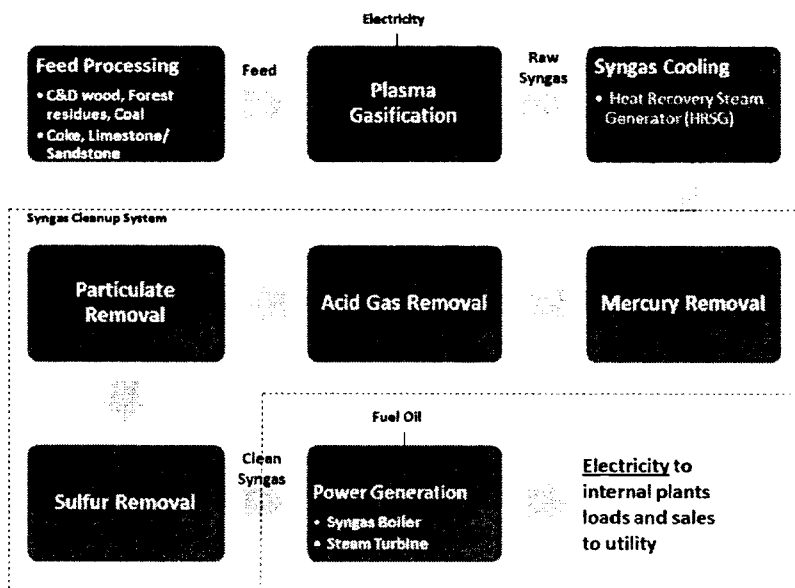 Electricity
Feed Processing
• C&D wood, Forest
residues, Coal
• Coke, Limestone/
Sandstone
Feed
Plasma
Gasification
Raw
Syngas
Syngas Cooling
• Heat Recovery Steam
Generator (HRSG)
Syngas Cleanup System
Particulate
Removal
Acid Gas Removal
Mercury Removal
Sulfur Removal
Clean
Syngas
Fuel Oil
Power Generation
• Syngas Boiler
• Steam Turbine
Electricity to
internal plants
loads and sales
to utility